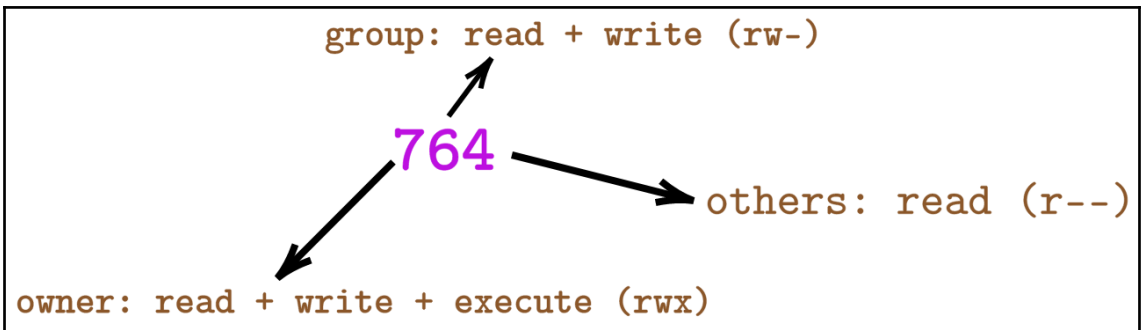 group: read + write (rw-)
764
others: read (r--)
owner: read + write + execute (rwx)